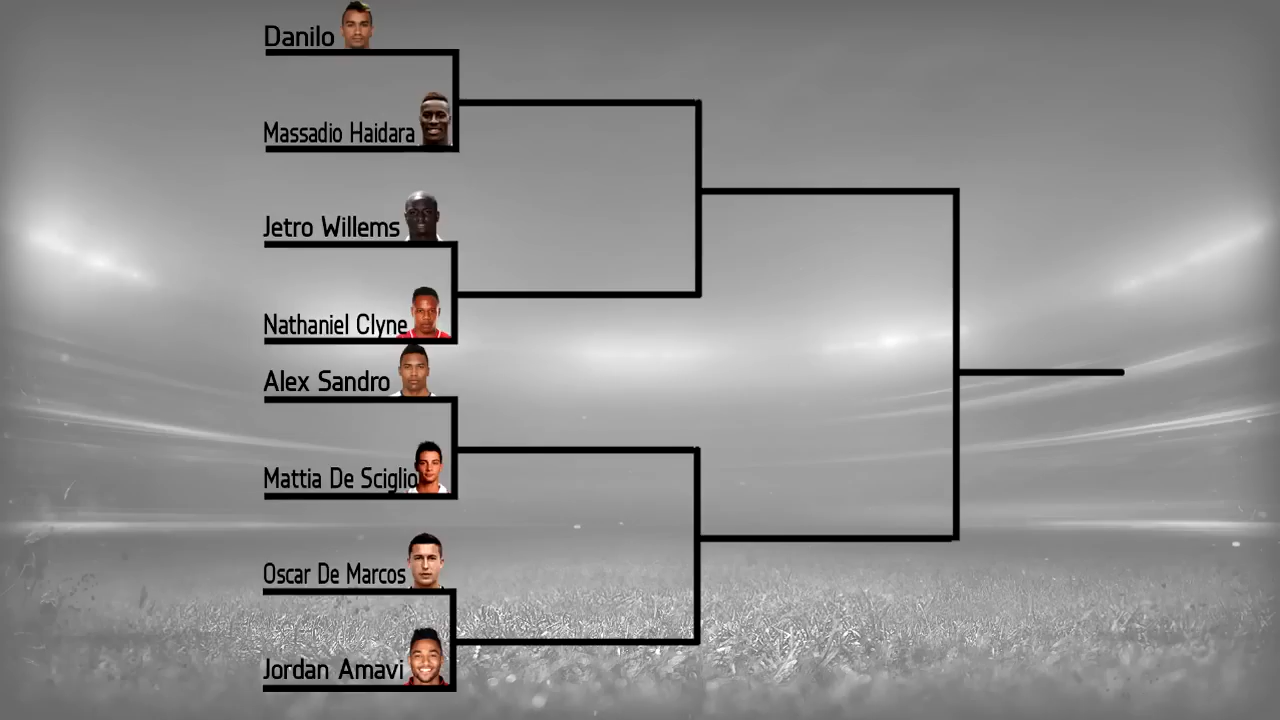 Danilo
Massadio Haidara
Jetro Willems
Nathaniel Clyne
Alex Sandro
Mattia De Sciglio
Oscar De Marcos
Jordan Amavi